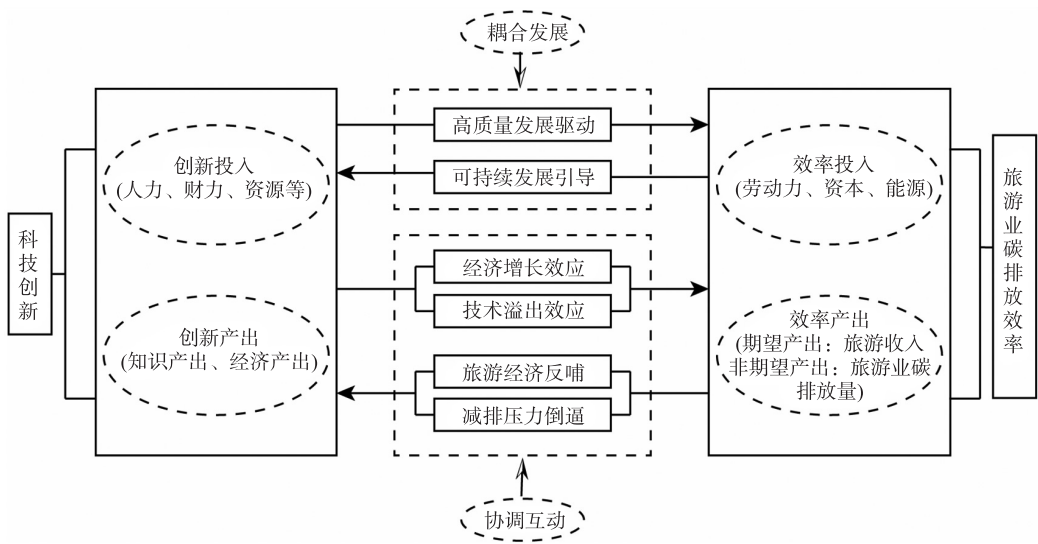 耦合发展
高质量发展驱动
可持续发展引导
科技创新
创新投入
(人力、财力、资源等)
创新产出
(知识产出、经济产出)
经济增长效应
技术溢出效应
旅游经济反哺
减排压力倒逼
效率投入
(劳动力、资本、能源)
效率产出
(期望产出：旅游收入
非期望产出：旅游业碳
排放量)
旅游业碳排放效率
协调互动